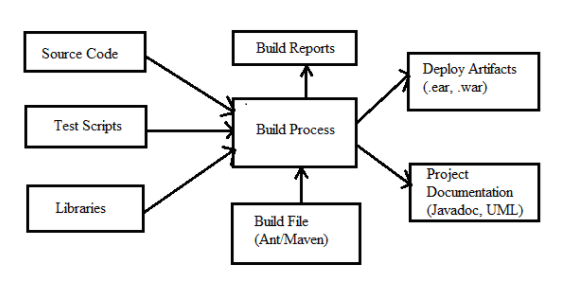 Source Code
Build Reports
Deploy Artifacts
(.ear, .war)
Test Scripts
Build Process
Project
Documentation
(Javadoc, UML)
Libraries
Build File
(Ant/Maven)